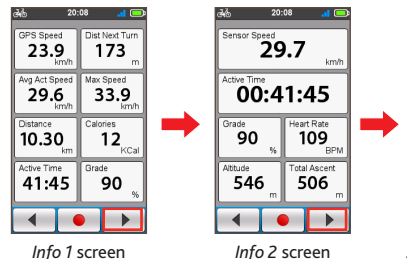 20:08
GPS Speed
23.9
km/h
Dist Next Turn
173
m
Avg Act Speed
29.6
km/h
Max Speed
33.9
km/h
Distance
10.30
km
Calories
12
KCal
Active Time
41:45
Grade
90
%
Info 1 screen
20:08
Sensor Speed
29.7
km/h
Active Time
00:41:45
Grade
90
%
Heart Rate
109
BPM
Altitude
546
m
Total Ascent
506
m
Info 2 screen